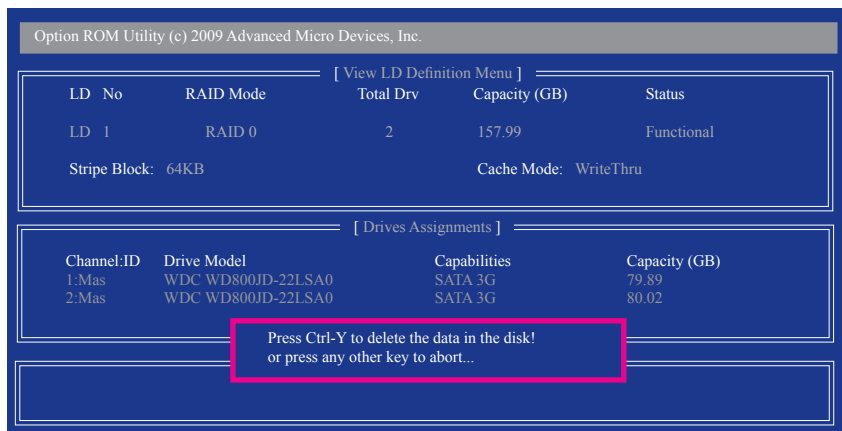 Option ROM Utility (c) 2009 Advanced Micro Devices, Inc.
[ View LD Definition Menu ]
LD No RAID Mode Total Drv Capacity (GB) Status
LD 1 RAID 0 2 157.99 Functional
Stripe Block: 64KB Cache Mode: WriteThru
[ Drives Assignments ]
Channel:ID Drive Model Capabilities Capacity (GB)
1:Mas WDC WD800JD-22LSA0 SATA 3G 79.89
2:Mas WDC WD800JD-22LSA0 SATA 3G 80.02
Press Ctrl-Y to delete the data in the disk!
or press any other key to abort...